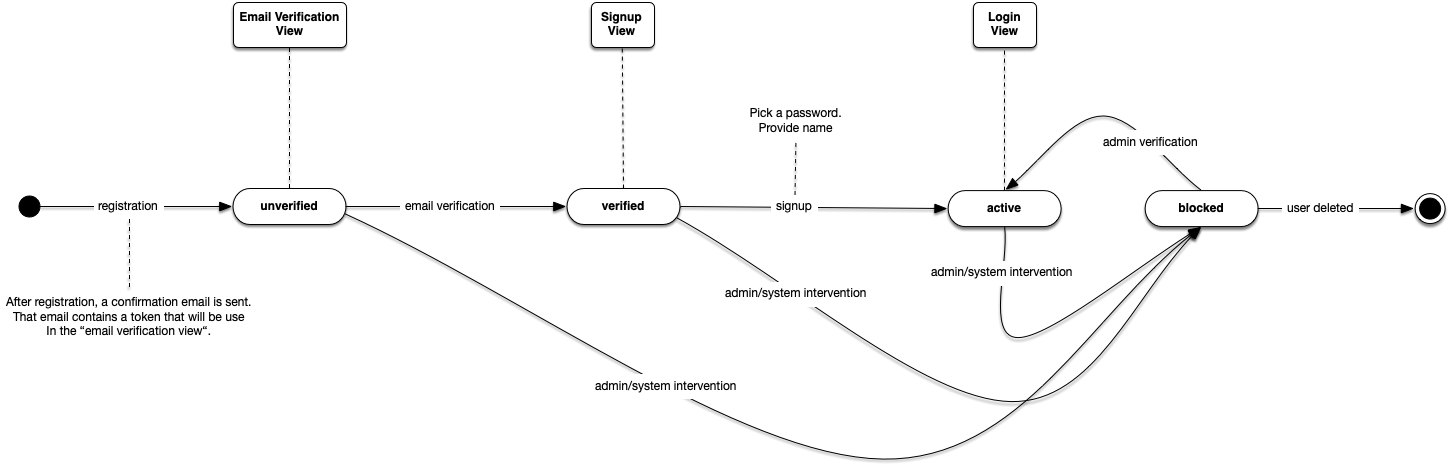 Email Verification
View
Signup
View
Login
View
Pick a password.
Provide name
admin verification
registration
unverified
email verification
verified
signup
active
blocked
user deleted
admin/system intervention
admin/system intervention
After registration, a confirmation email is sent.
That email contains a token that will be use
In the “email verification view“.
admin/system intervention